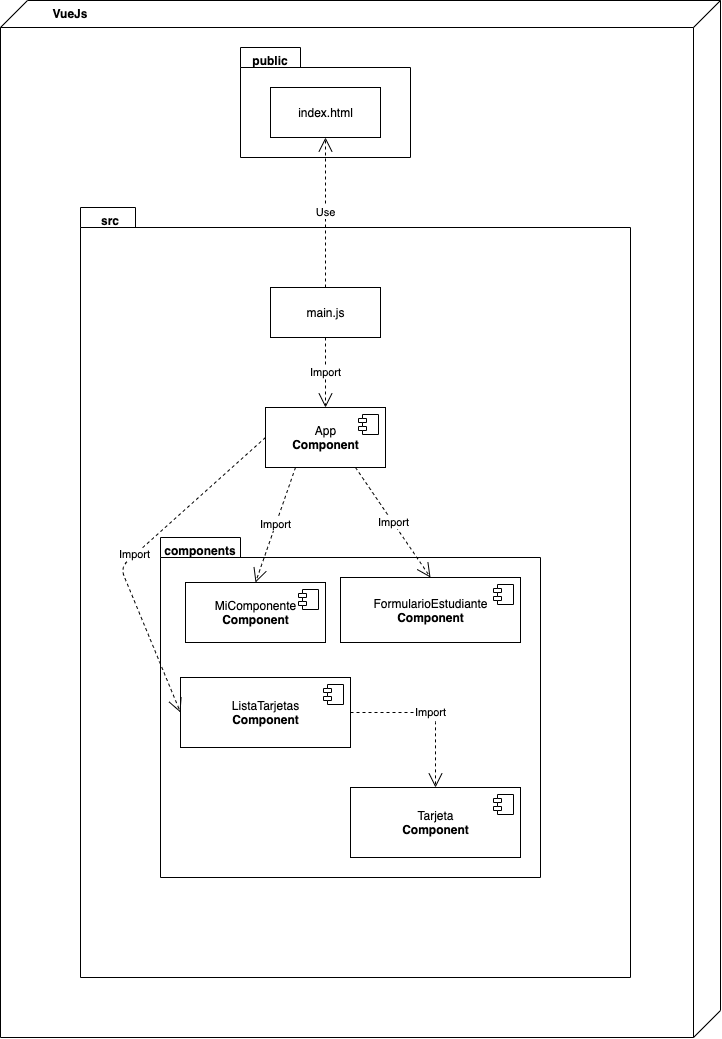 VueJs
public
index.html
Use
src
main.js
Import
App
Component
Import
Import
Import
components
MiComponente
Component
FormularioEstudiante
Component
ListaTarjetas
Component
Import
Tarjeta
Component